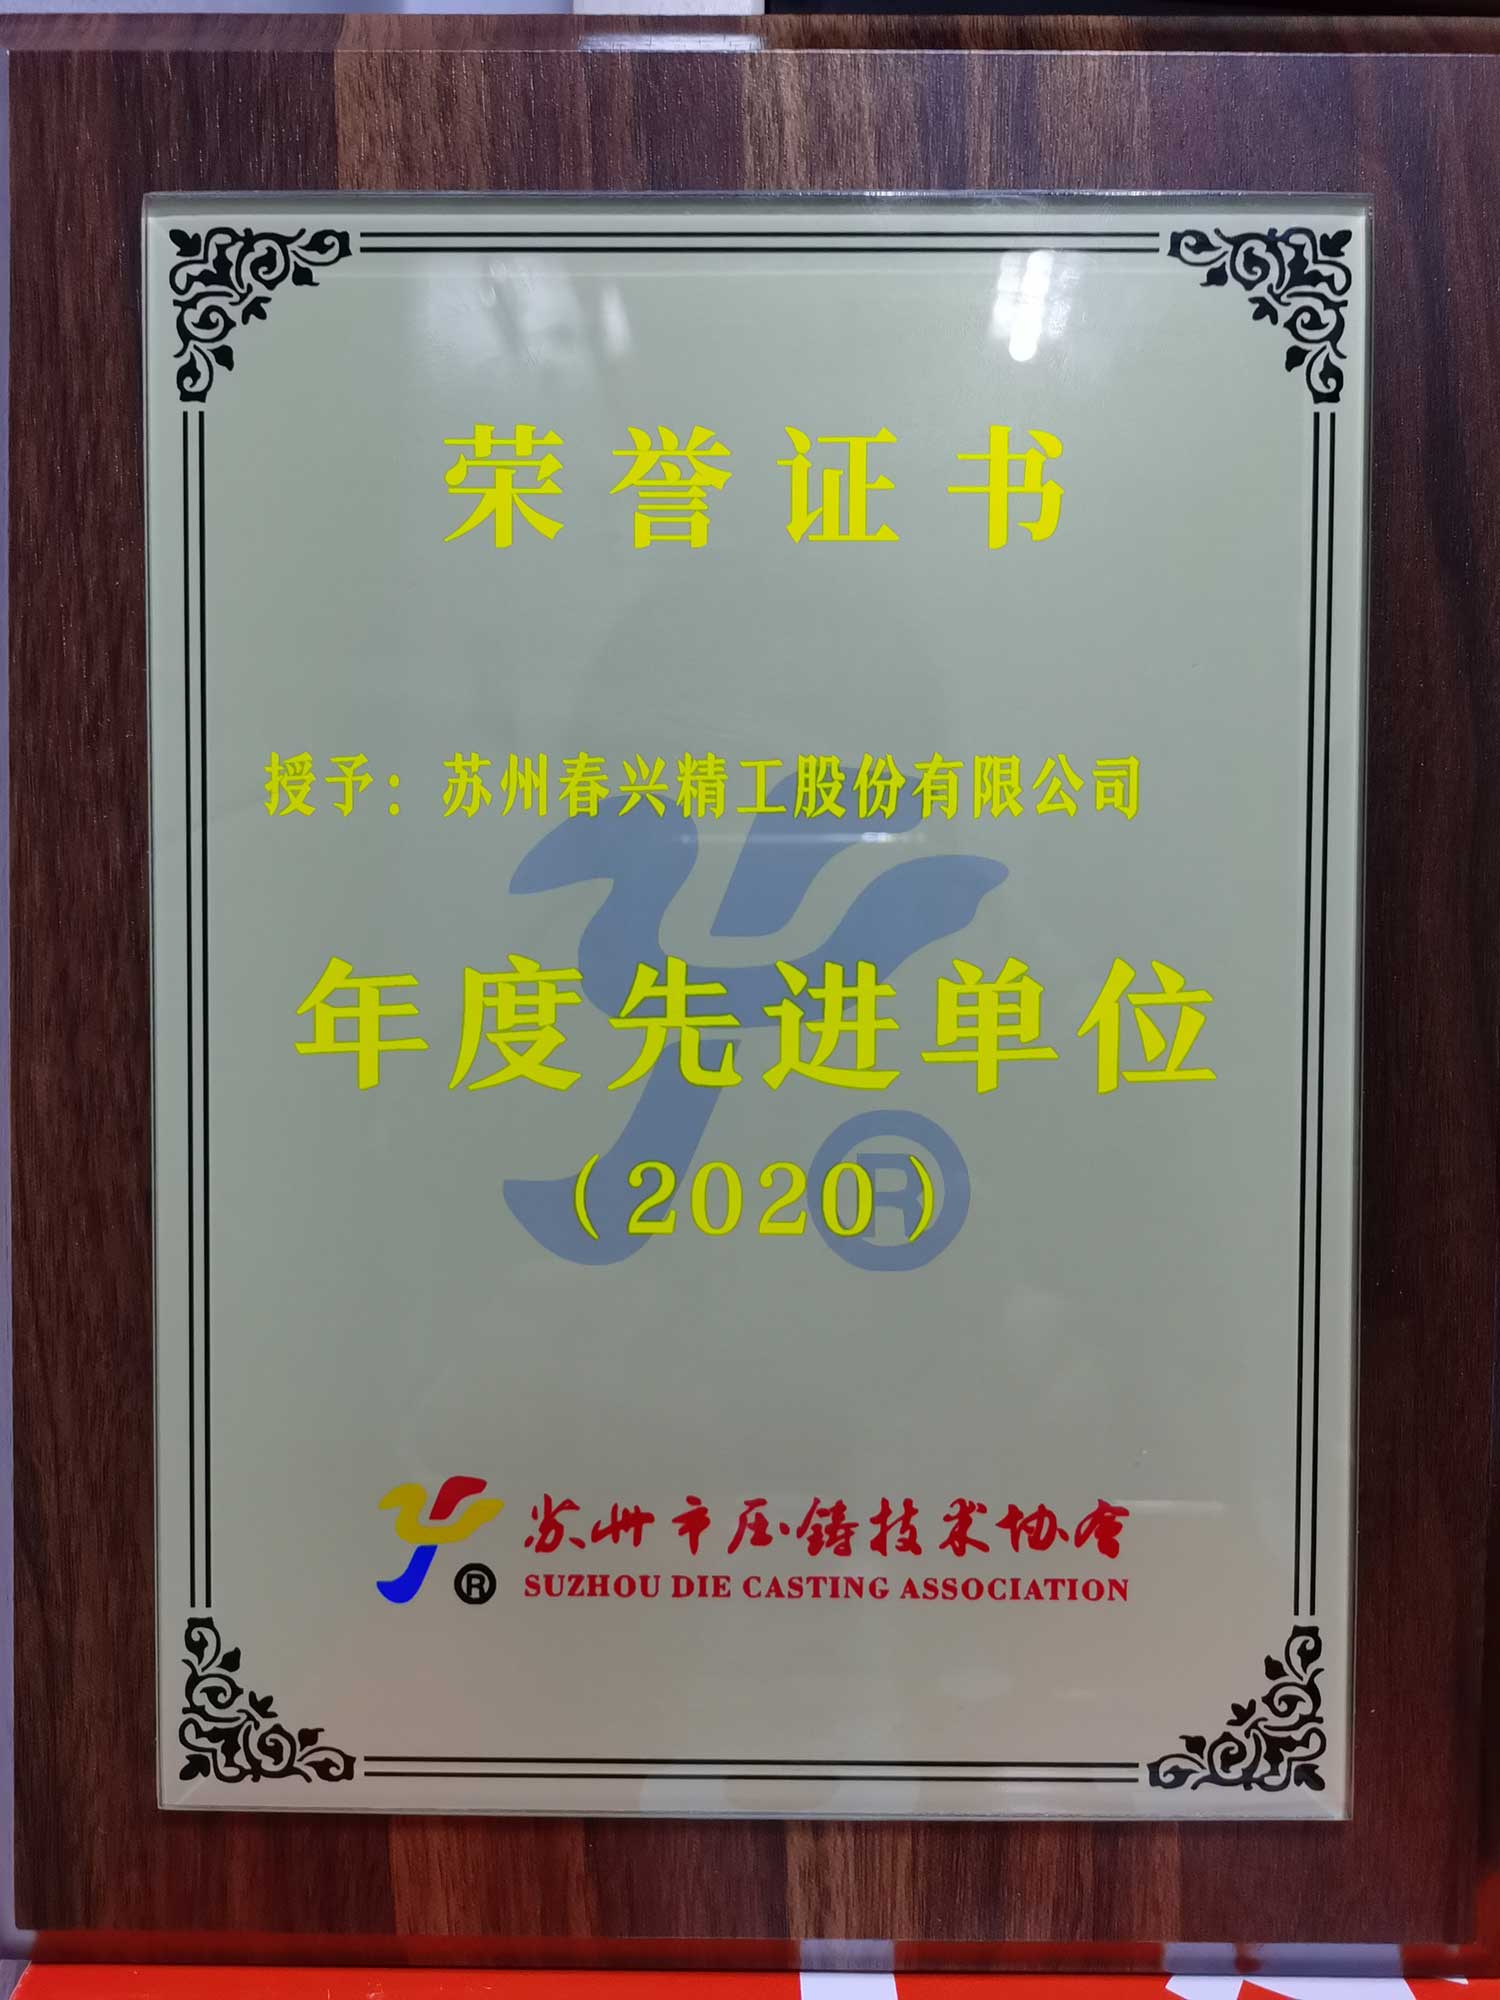 荣誉证书
授予：苏州春兴精工股份有限公司
年度先进单位
（2020）
®
苏州市压铸技术协会
® SUZHOU DIE CASTING ASSOCIATION